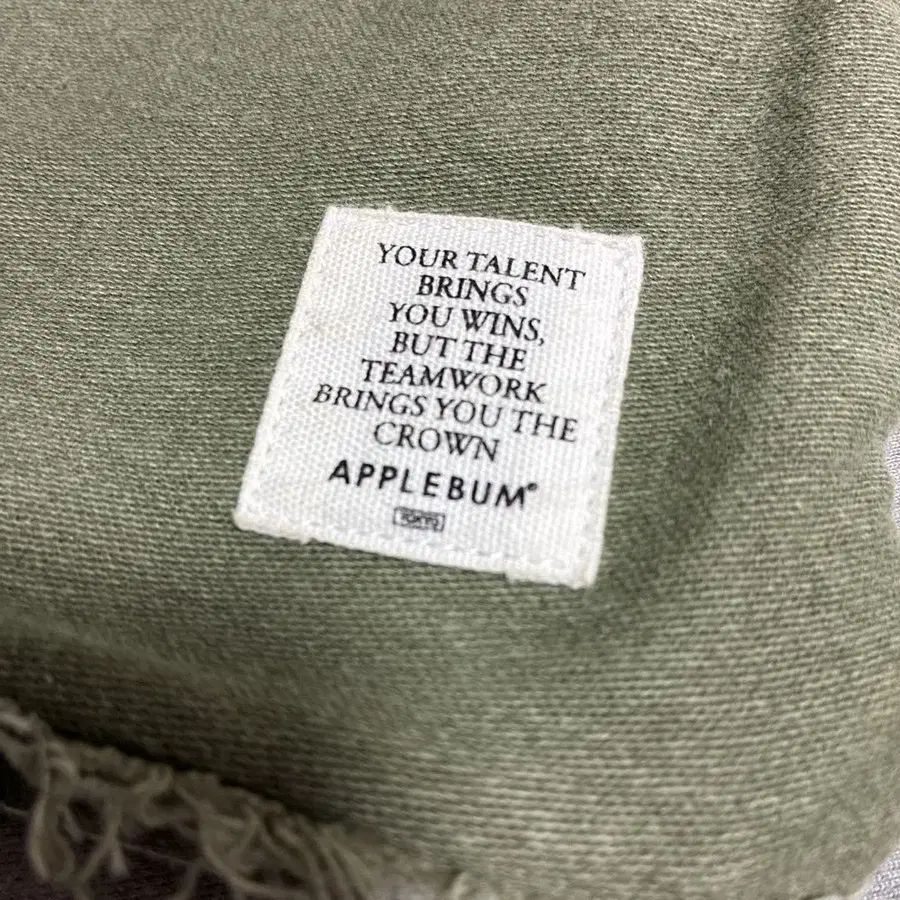 YOUR TALENT
BRINGS
YOU WINS,
BUT THE
TEAMWORK
BRINGS YOU THE
CROWN
APPLEBUM®
TOKYO